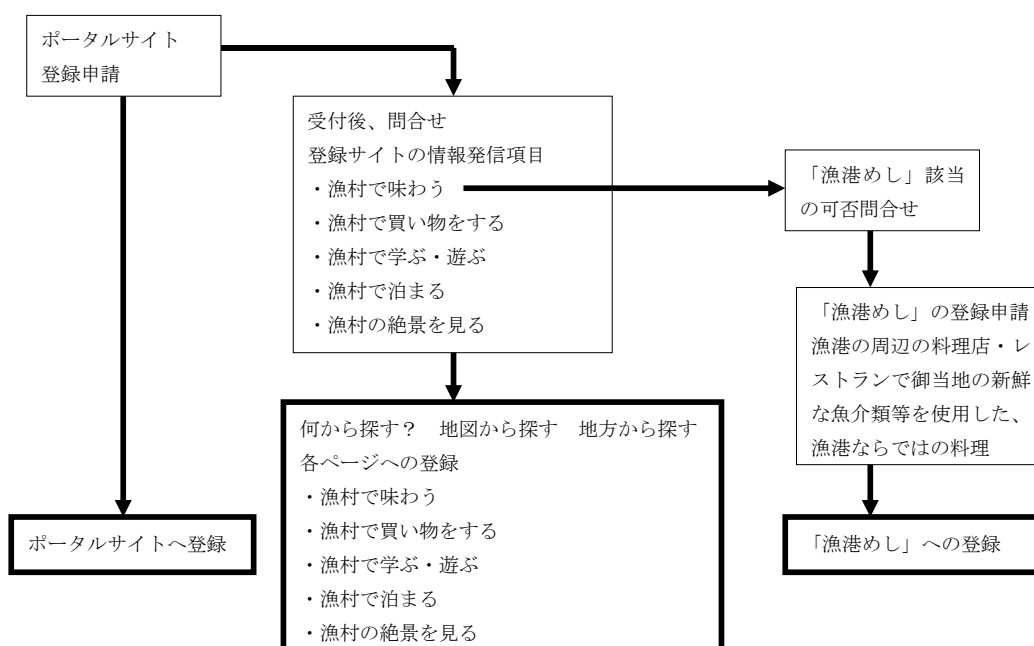 ポータルサイト
登録申請
受付後、問合せ
登録サイトの情報発信項目
・漁村で味わう
・漁村で買い物をする
・漁村で学ぶ・遊ぶ
・漁村で泊まる
・漁村の絶景を見る
「漁港めし」該当
の可否問合せ
「漁港めし」の登録申請
漁港の周辺の料理店・レ
ストランで御当地の新鮮
な魚介類等を使用した、
漁港ならではの料理
何から探す？　地図から探す　地方から探す
各ページへの登録
・漁村で味わう
・漁村で買い物をする
・漁村で学ぶ・遊ぶ
・漁村で泊まる
・漁村の絶景を見る
ポータルサイトへ登録
「漁港めし」への登録